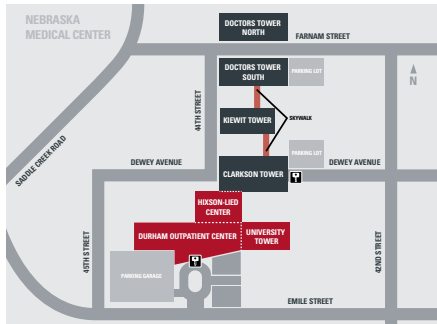 NEBRASKA
MEDICAL CENTER
DOCTORS TOWER
NORTH
FARNAM STREET
DOCTORS TOWER
SOUTH
PARKING LOT
N
44TH STREET
SKYWALK
KIEWIT TOWER
SADDLE CREEK ROAD
PARKING LOT
DEWEY AVENUE
DEWEY AVENUE
CLARKSON TOWER
HIXSON-LIED
CENTER
DURHAM OUTPATIENT CENTER
UNIVERSITY
TOWER
45TH STREET
42ND STREET
PARKING GARAGE
EMILE STREET